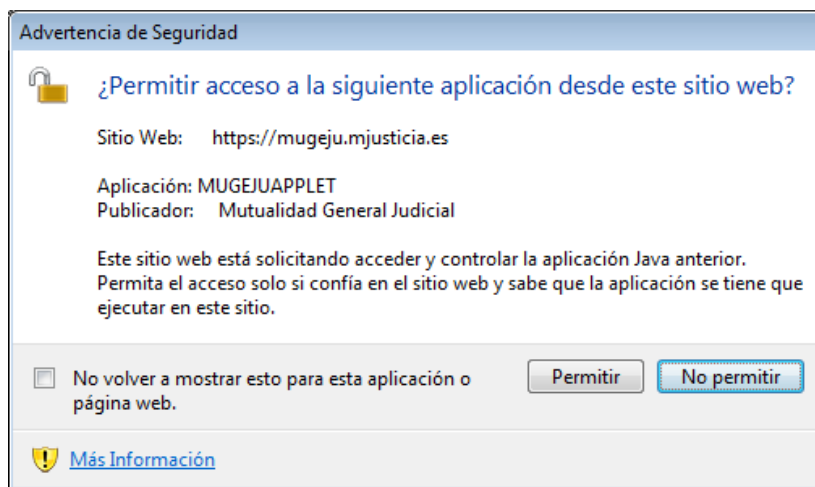 Advertencia de Seguridad
¿Permitir acceso a la siguiente aplicación desde este sitio web?
Sitio Web: https://mugeju.mjusticia.es
Aplicación: MUGEJUAPPLET
Publicador: Mutualidad General Judicial
Este sitio web está solicitando acceder y controlar la aplicación Java anterior.
Permita el acceso solo si confía en el sitio web y sabe que la aplicación se tiene que
ejecutar en este sitio.
No volver a mostrar esto para esta aplicación o
página web.
Permitir
No permitir
Más Información